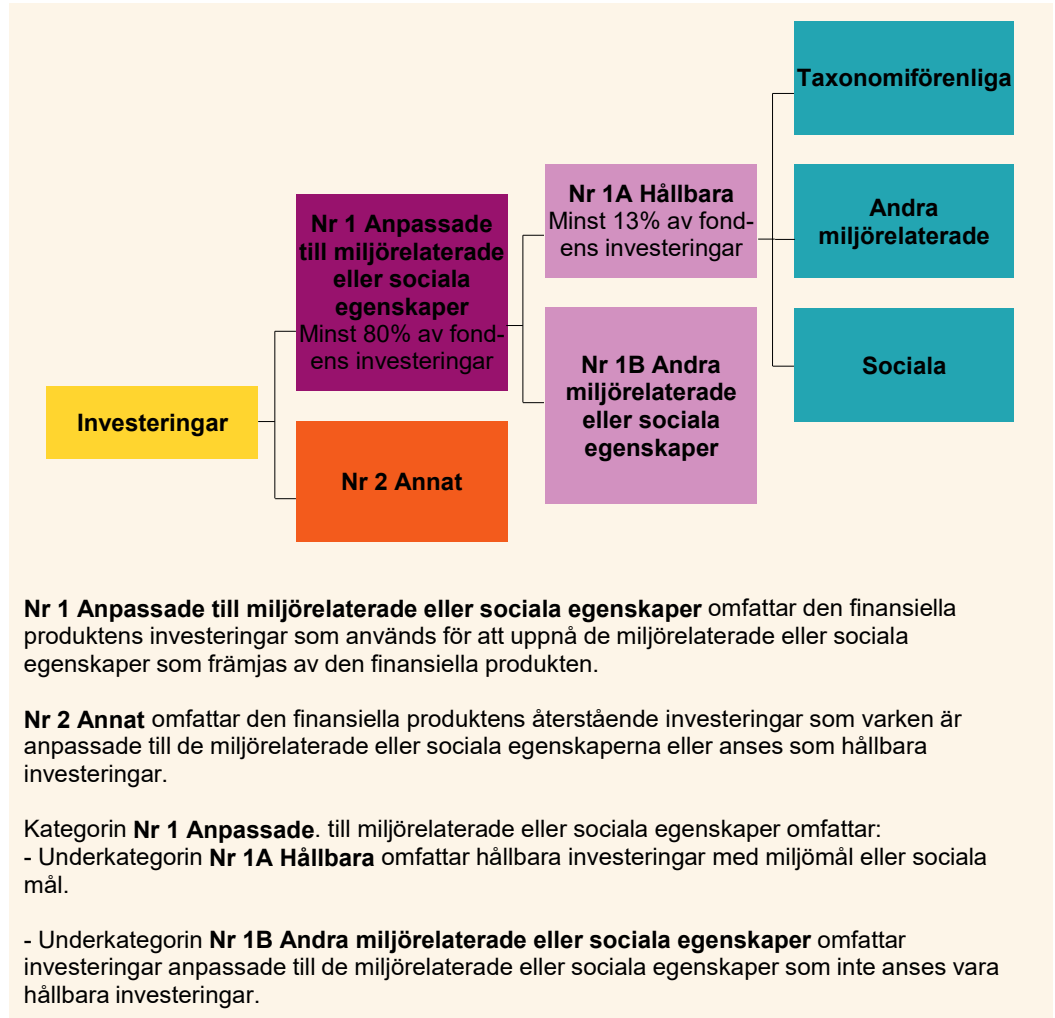 Taxonomiförenliga
Nr 1A Hållbara
Minst 13% av fond-
ens investeringar
Andra
miljörelaterade
Nr 1 Anpassade
till miljörelaterade
eller sociala
egenskaper
Minst 80% av fond-
ens investeringar
Nr 1B Andra
miljörelaterade
eller sociala
egenskaper
Sociala
Investeringar
Nr 2 Annat
Nr 1 Anpassade till miljörelaterade eller sociala egenskaper omfattar den finansiella
produktens investeringar som används för att uppnå de miljörelaterade eller sociala
egenskaper som främjas av den finansiella produkten.
Nr 2 Annat omfattar den finansiella produktens återstående investeringar som varken är
anpassade till de miljörelaterade eller sociala egenskaperna eller anses som hållbara
investeringar.
Kategorin Nr 1 Anpassade. till miljörelaterade eller sociala egenskaper omfattar:
- Underkategorin Nr 1A Hållbara omfattar hållbara investeringar med miljömål eller sociala
mål.
- Underkategorin Nr 1B Andra miljörelaterade eller sociala egenskaper omfattar
investeringar anpassade till de miljörelaterade eller sociala egenskaper som inte anses vara
hållbara investeringar.